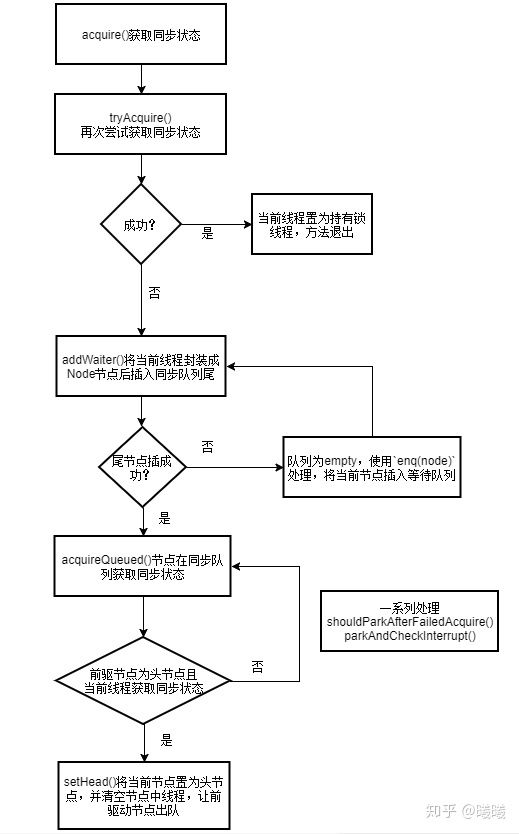 acquire()获取同步状态
tryAcquire()
再次尝试获取同步状态
成功？
是
当前线程置为持有锁
线程，方法退出
否
addWaiter()将当前线程封装成
Node节点后插入同步队列尾
尾节点插成
功？
否
队列为empty，使用`enq(node)`
处理，将当前节点插入等待队列
是
acquireQueued()节点在同步队
列获取同步状态
一系列处理
shouldParkAfterFailedAcquire()
parkAndCheckInterrupt()
前驱节点为头节点且
当前线程获取同步状态
否
是
setHead()将当前节点置为头节
点，并清空节点中线程，让前
驱动节点出队
知乎 @曦曦